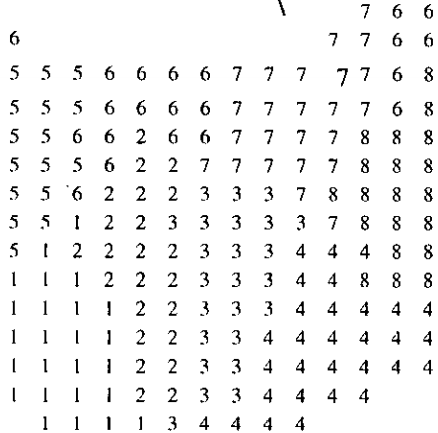 7 6 6
6 7 7 6 6
5 5 5 6 6 6 6 7 7 7 7 7 6 8
5 5 5 6 6 6 6 7 7 7 7 7 6 8
5 5 6 6 2 6 6 7 7 7 7 8 8 8
5 5 5 6 2 2 7 7 7 7 7 8 8 8
5 5 6 2 2 2 3 3 3 7 8 8 8 8
5 5 1 2 2 3 3 3 3 3 7 8 8 8
5 1 2 2 2 2 3 3 3 4 4 4 8 8
1 1 1 2 2 2 3 3 3 4 4 8 8 8
1 1 1 1 2 2 3 3 3 4 4 4 4 4
1 1 1 1 2 2 3 3 4 4 4 4 4 4
1 1 1 1 2 2 3 3 4 4 4 4 4 4
1 1 1 1 2 2 3 3 4 4 4 4
1 1 1 1 3 4 4 4 4